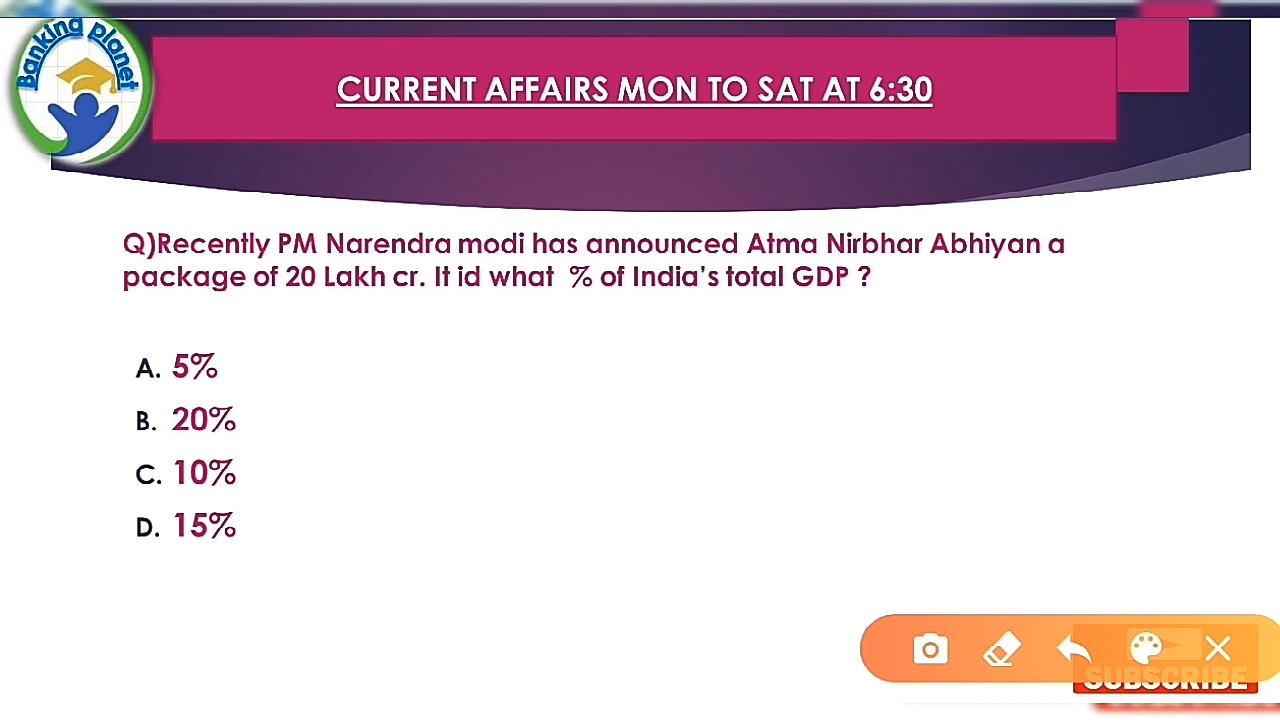 Banking Planet
CURRENT AFFAIRS MON TO SAT AT 6:30
Q)Recently PM Narendra modi has announced Atma Nirbhar Abhiyan a
package of 20 Lakh cr. It id what % of India's total GDP ?
A. 5%
B. 20%
C. 10%
D. 15%
SUBSCRIBE